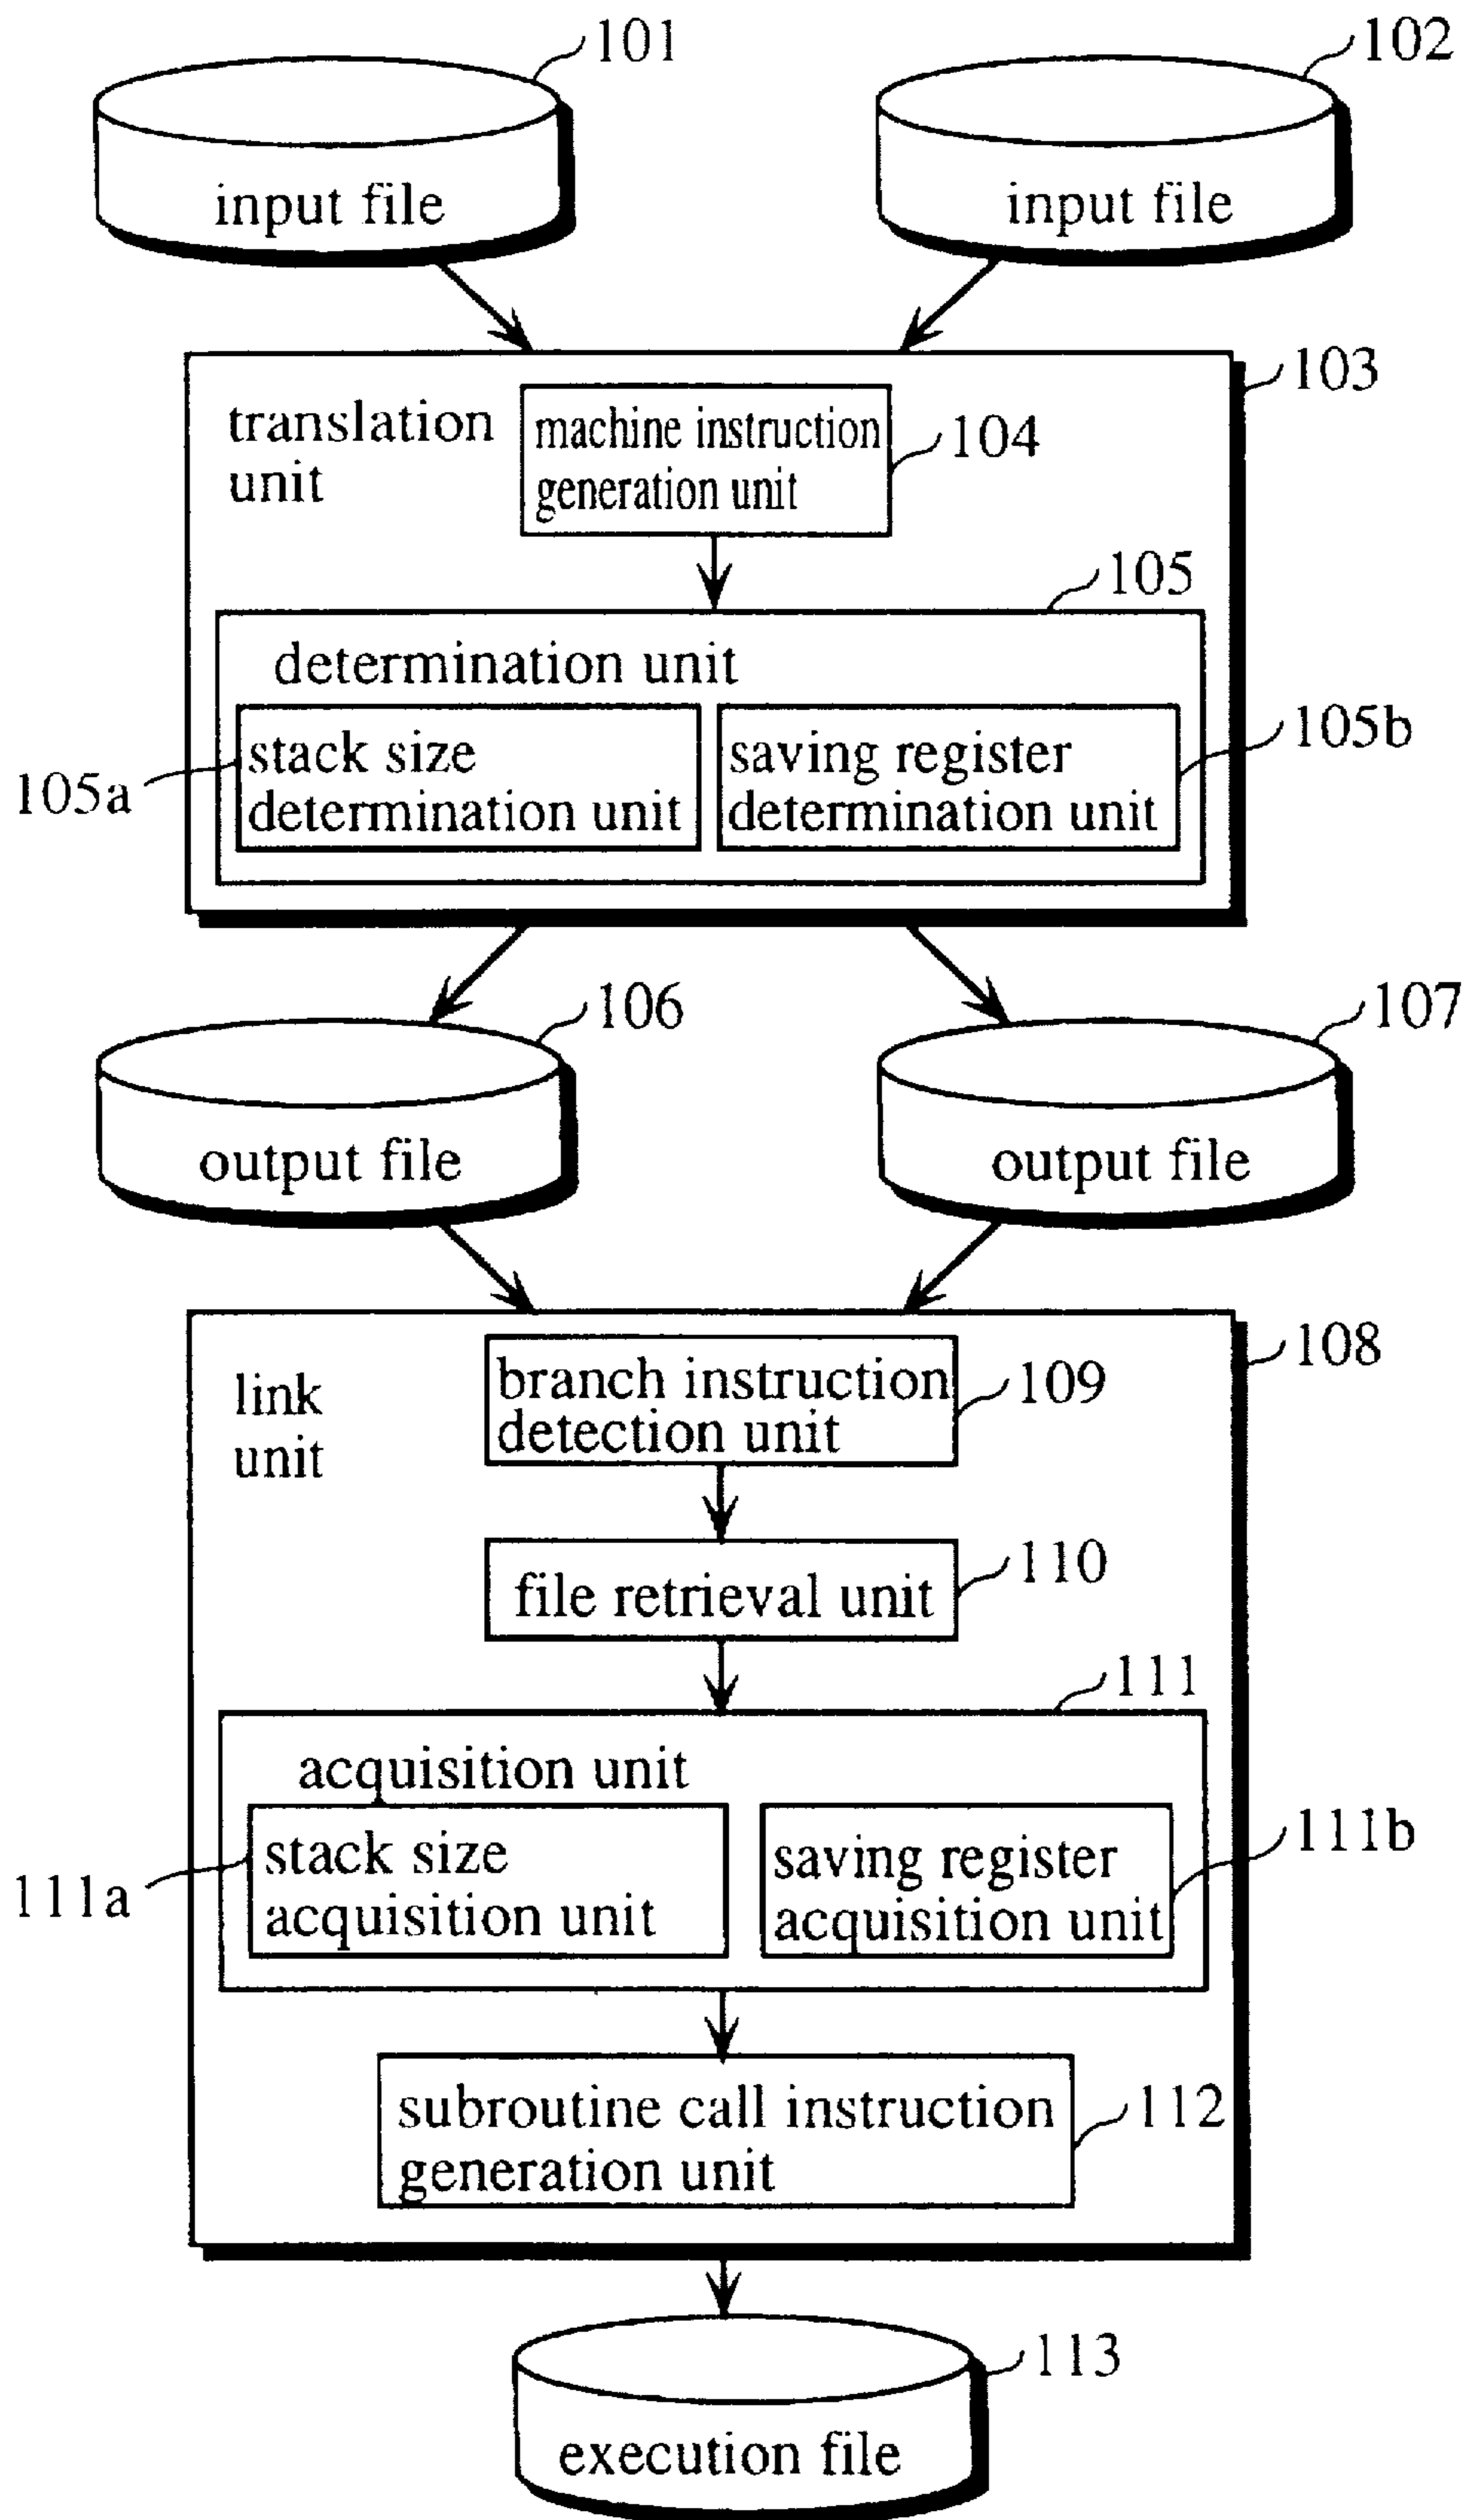 101
102
input file
input file
103
translation
unit
machine instruction
generation unit
104
105
determination unit
stack size
determination unit
saving register
determination unit
105a
105b
106
107
output file
output file
108
link
unit
branch instruction
detection unit
109
file retrieval unit
110
111
acquisition unit
stack size
acquisition unit
saving register
acquisition unit
111a
111b
subroutine call instruction
generation unit
112
113
execution file